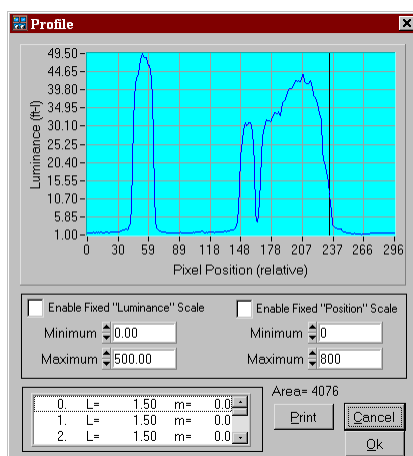 Profile
49.50
44.65
39.80
34.95
30.10
25.25
20.40
15.55
10.70
5.85
1.00
Luminance (ft-l)
0 30 59 89 118 148 178 207 237 266 296
Pixel Position (relative)
Enable Fixed "Luminance" Scale
Minimum 0.00
Maximum 500.00
Enable Fixed "Position" Scale
Minimum 0
Maximum 800
0. L= 1.50 m= 0.0
1. L= 1.50 m= 0.0
2. L= 1.50 m= 0.0
Area= 4076
Print
Cancel
Ok